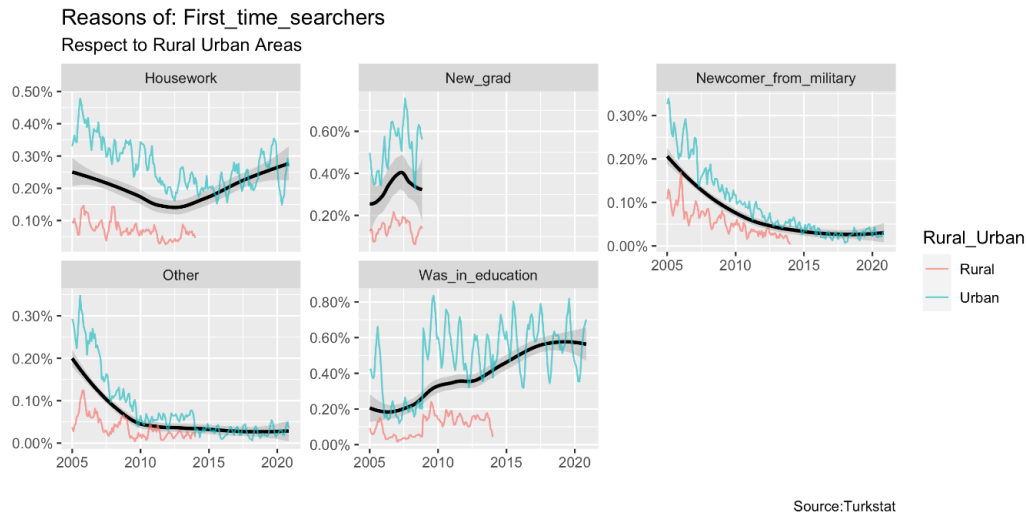 Reasons of: First_time_searchers
Respect to Rural Urban Areas
Housework
New_grad
Newcomer_from_military
0.50%
0.40%
0.30%
0.20%
0.10%
0.60%
0.40%
0.20%
0.30%
0.20%
0.10%
0.00%
2005 2010 2015 2020
Other
Was_in_education
0.30%
0.20%
0.10%
0.00%
2005 2010 2015 2020
0.80%
0.60%
0.40%
0.20%
0.00%
2005 2010 2015 2020
Rural_Urban
Rural
Urban
Source:Turkstat